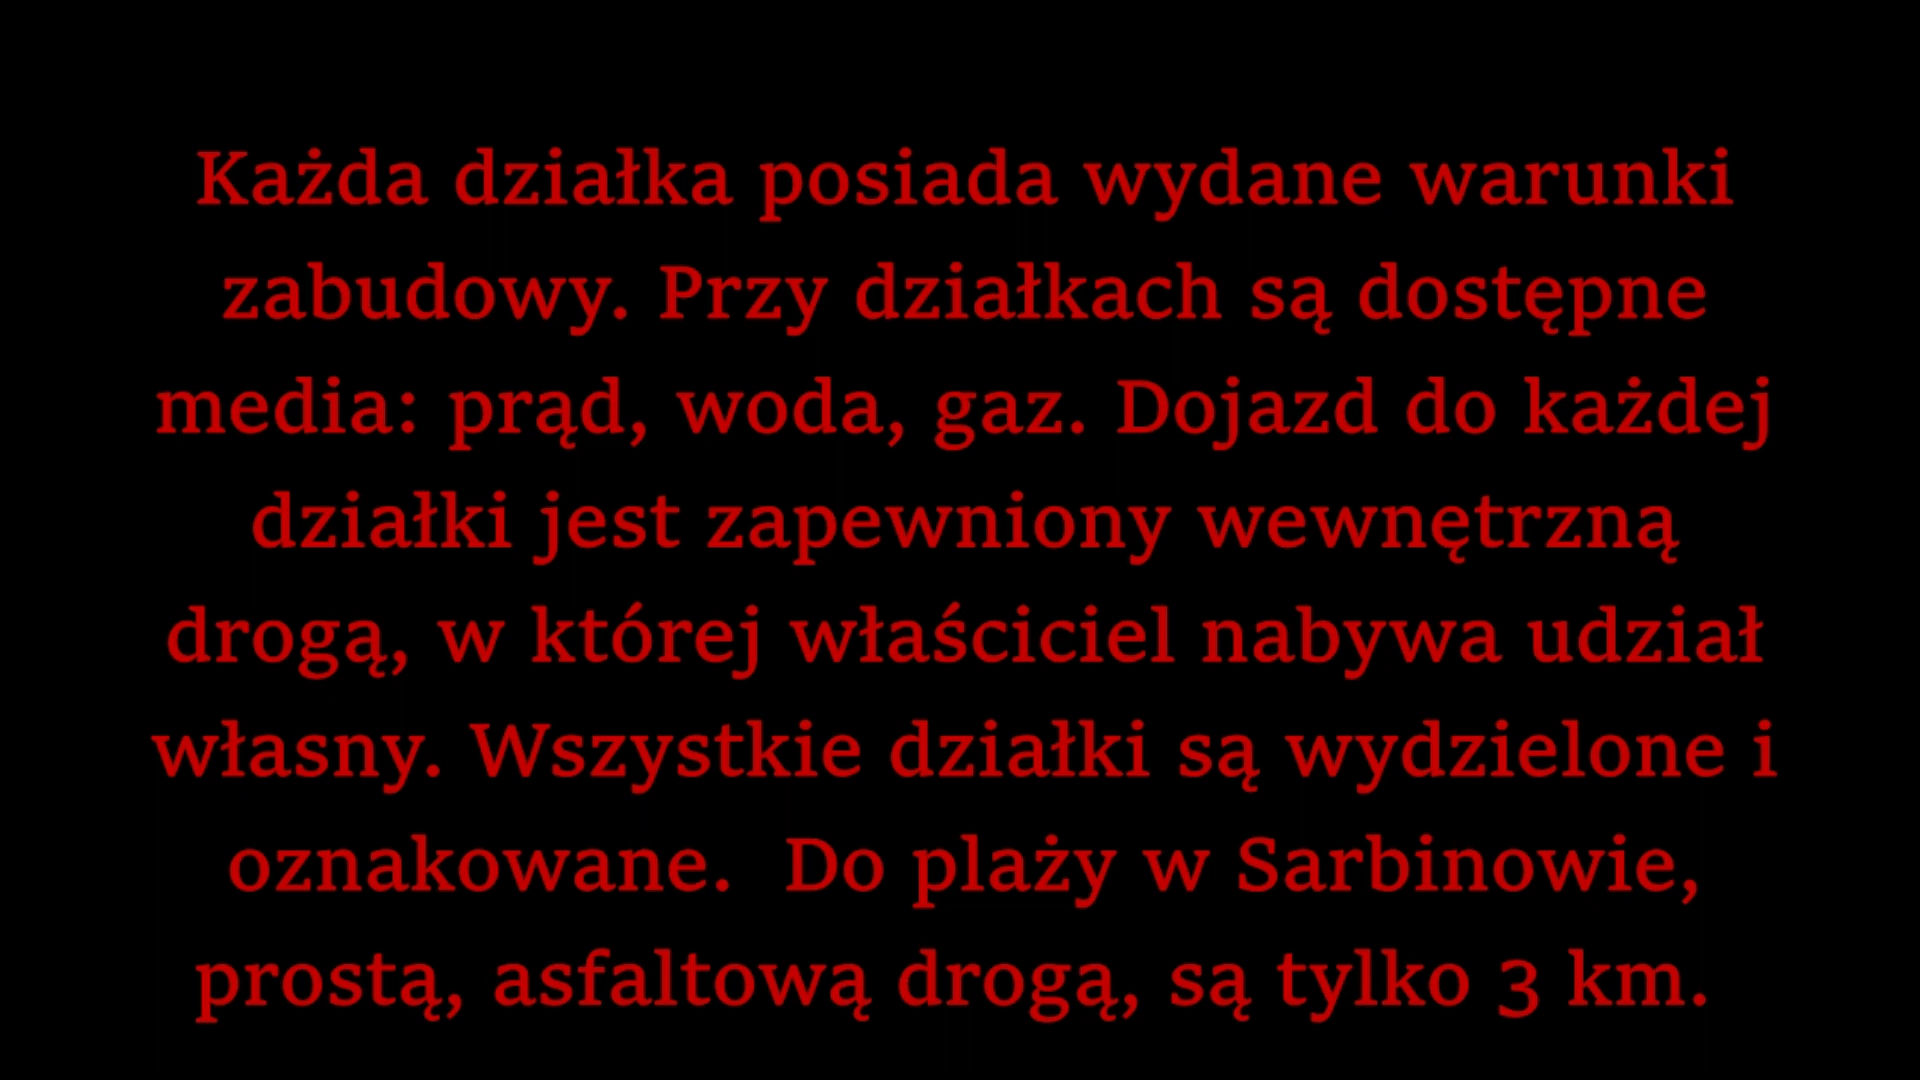 Każda działka posiada wydane warunki
zabudowy. Przy działkach są dostępne
media: prąd, woda, gaz. Dojazd do każdej
działki jest zapewniony wewnętrzną
drogą, w której właściciel nabywa udział
własny. Wszystkie działki są wydzielone i
oznakowane.  Do plaży w Sarbinowie,
prostą, asfaltową drogą, są tylko 3 km.